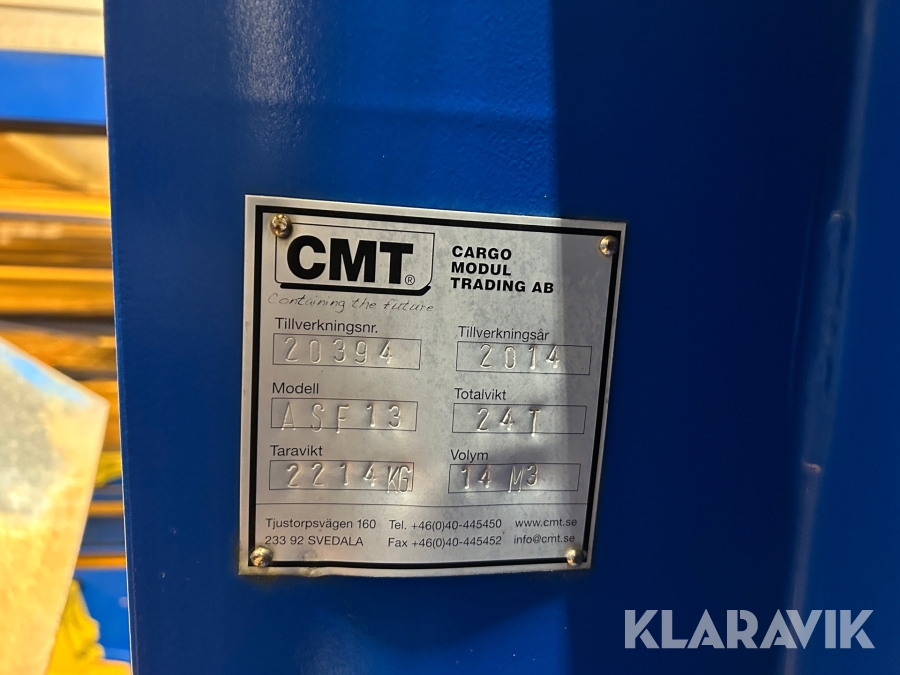 CMT®
CARGO
MODUL
TRADING AB
Containing the future
Tillverkningsnr.
20394
Tillverkningsår
2014
Modell
ASF13
Totalvikt
24T
Taravikt
2214KG
Volym
14 M3
Tjustorpsvägen 160 Tel. +46(0)40-445450 www.cmt.se
233 92 SVEDALA Fax +46(0)40-445452 info@cmt.se
KLARAVIK